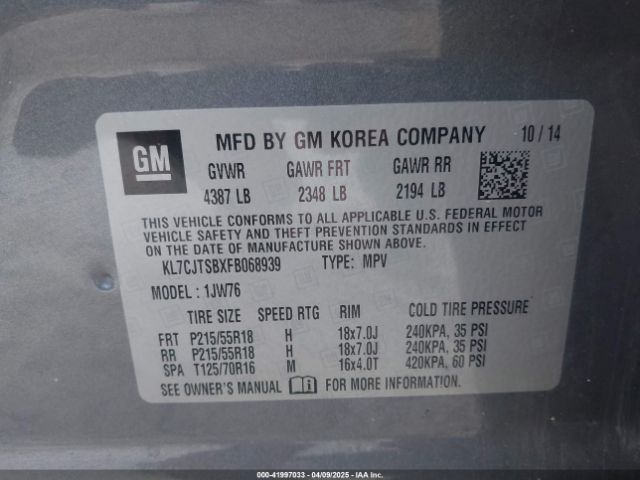 GM
MFD BY GM KOREA COMPANY 10/14
GVWR GAWR FRT GAWR RR
4387 LB 2348 LB 2194 LB
THIS VEHICLE CONFORMS TO ALL APPLICABLE U.S. FEDERAL MOTOR
VEHICLE SAFETY AND THEFT PREVENTION STANDARDS IN EFFECT
ON THE DATE OF MANUFACTURE SHOWN ABOVE.
KL7CJTSBXFB068939 TYPE: MPV
MODEL: 1JW76
TIRE SIZE SPEED RTG RIM COLD TIRE PRESSURE
FRT P215/55R18 H 18x7.0J 240KPA, 35 PSI
RR P215/55R18 H 18x7.0J 240KPA, 35 PSI
SPA T125/70R16 M 16x4.0T 420KPA, 60 PSI
SEE OWNER'S MANUAL FOR MORE INFORMATION.
000-41997033 - 04/09/2025 - IAA Inc.